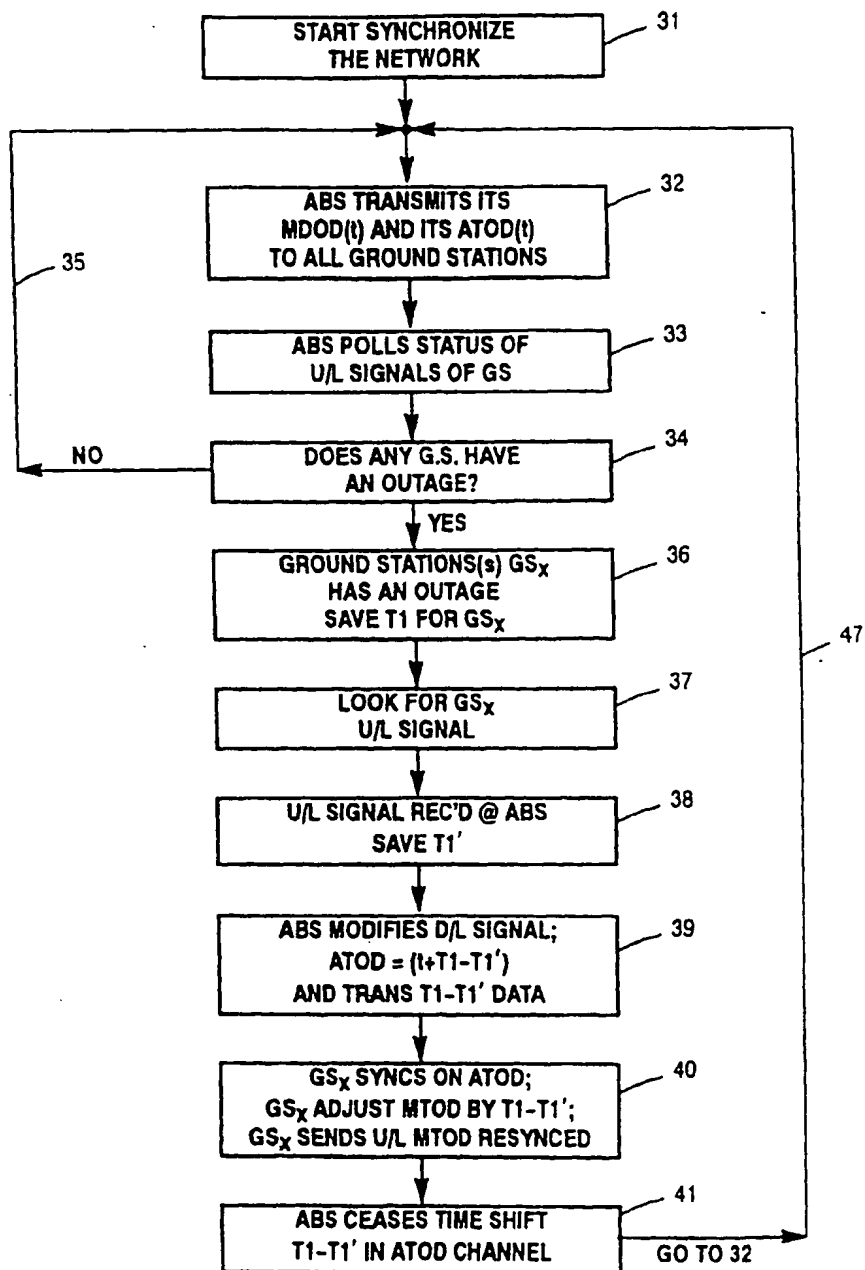 START SYNCHRONIZE
THE NETWORK
31
ABS TRANSMITS ITS
MDOD(t) AND ITS ATOD(t)
TO ALL GROUND STATIONS
32
35
ABS POLLS STATUS OF
U/L SIGNALS OF GS
33
DOES ANY G.S. HAVE
AN OUTAGE?
34
NO
YES
GROUND STATIONS(s) GSX
HAS AN OUTAGE
SAVE T1 FOR GSX
36
47
LOOK FOR GSX
U/L SIGNAL
37
U/L SIGNAL REC'D @ ABS
SAVE T1'
38
ABS MODIFIES D/L SIGNAL;
ATOD = (t+T1-T1')
AND TRANS T1-T1' DATA
39
GSX SYNCS ON ATOD;
GSX ADJUST MTOD BY T1-T1';
GSX SENDS U/L MTOD RESYNCED
40
ABS CEASES TIME SHIFT
T1-T1' IN ATOD CHANNEL
41
GO TO 32